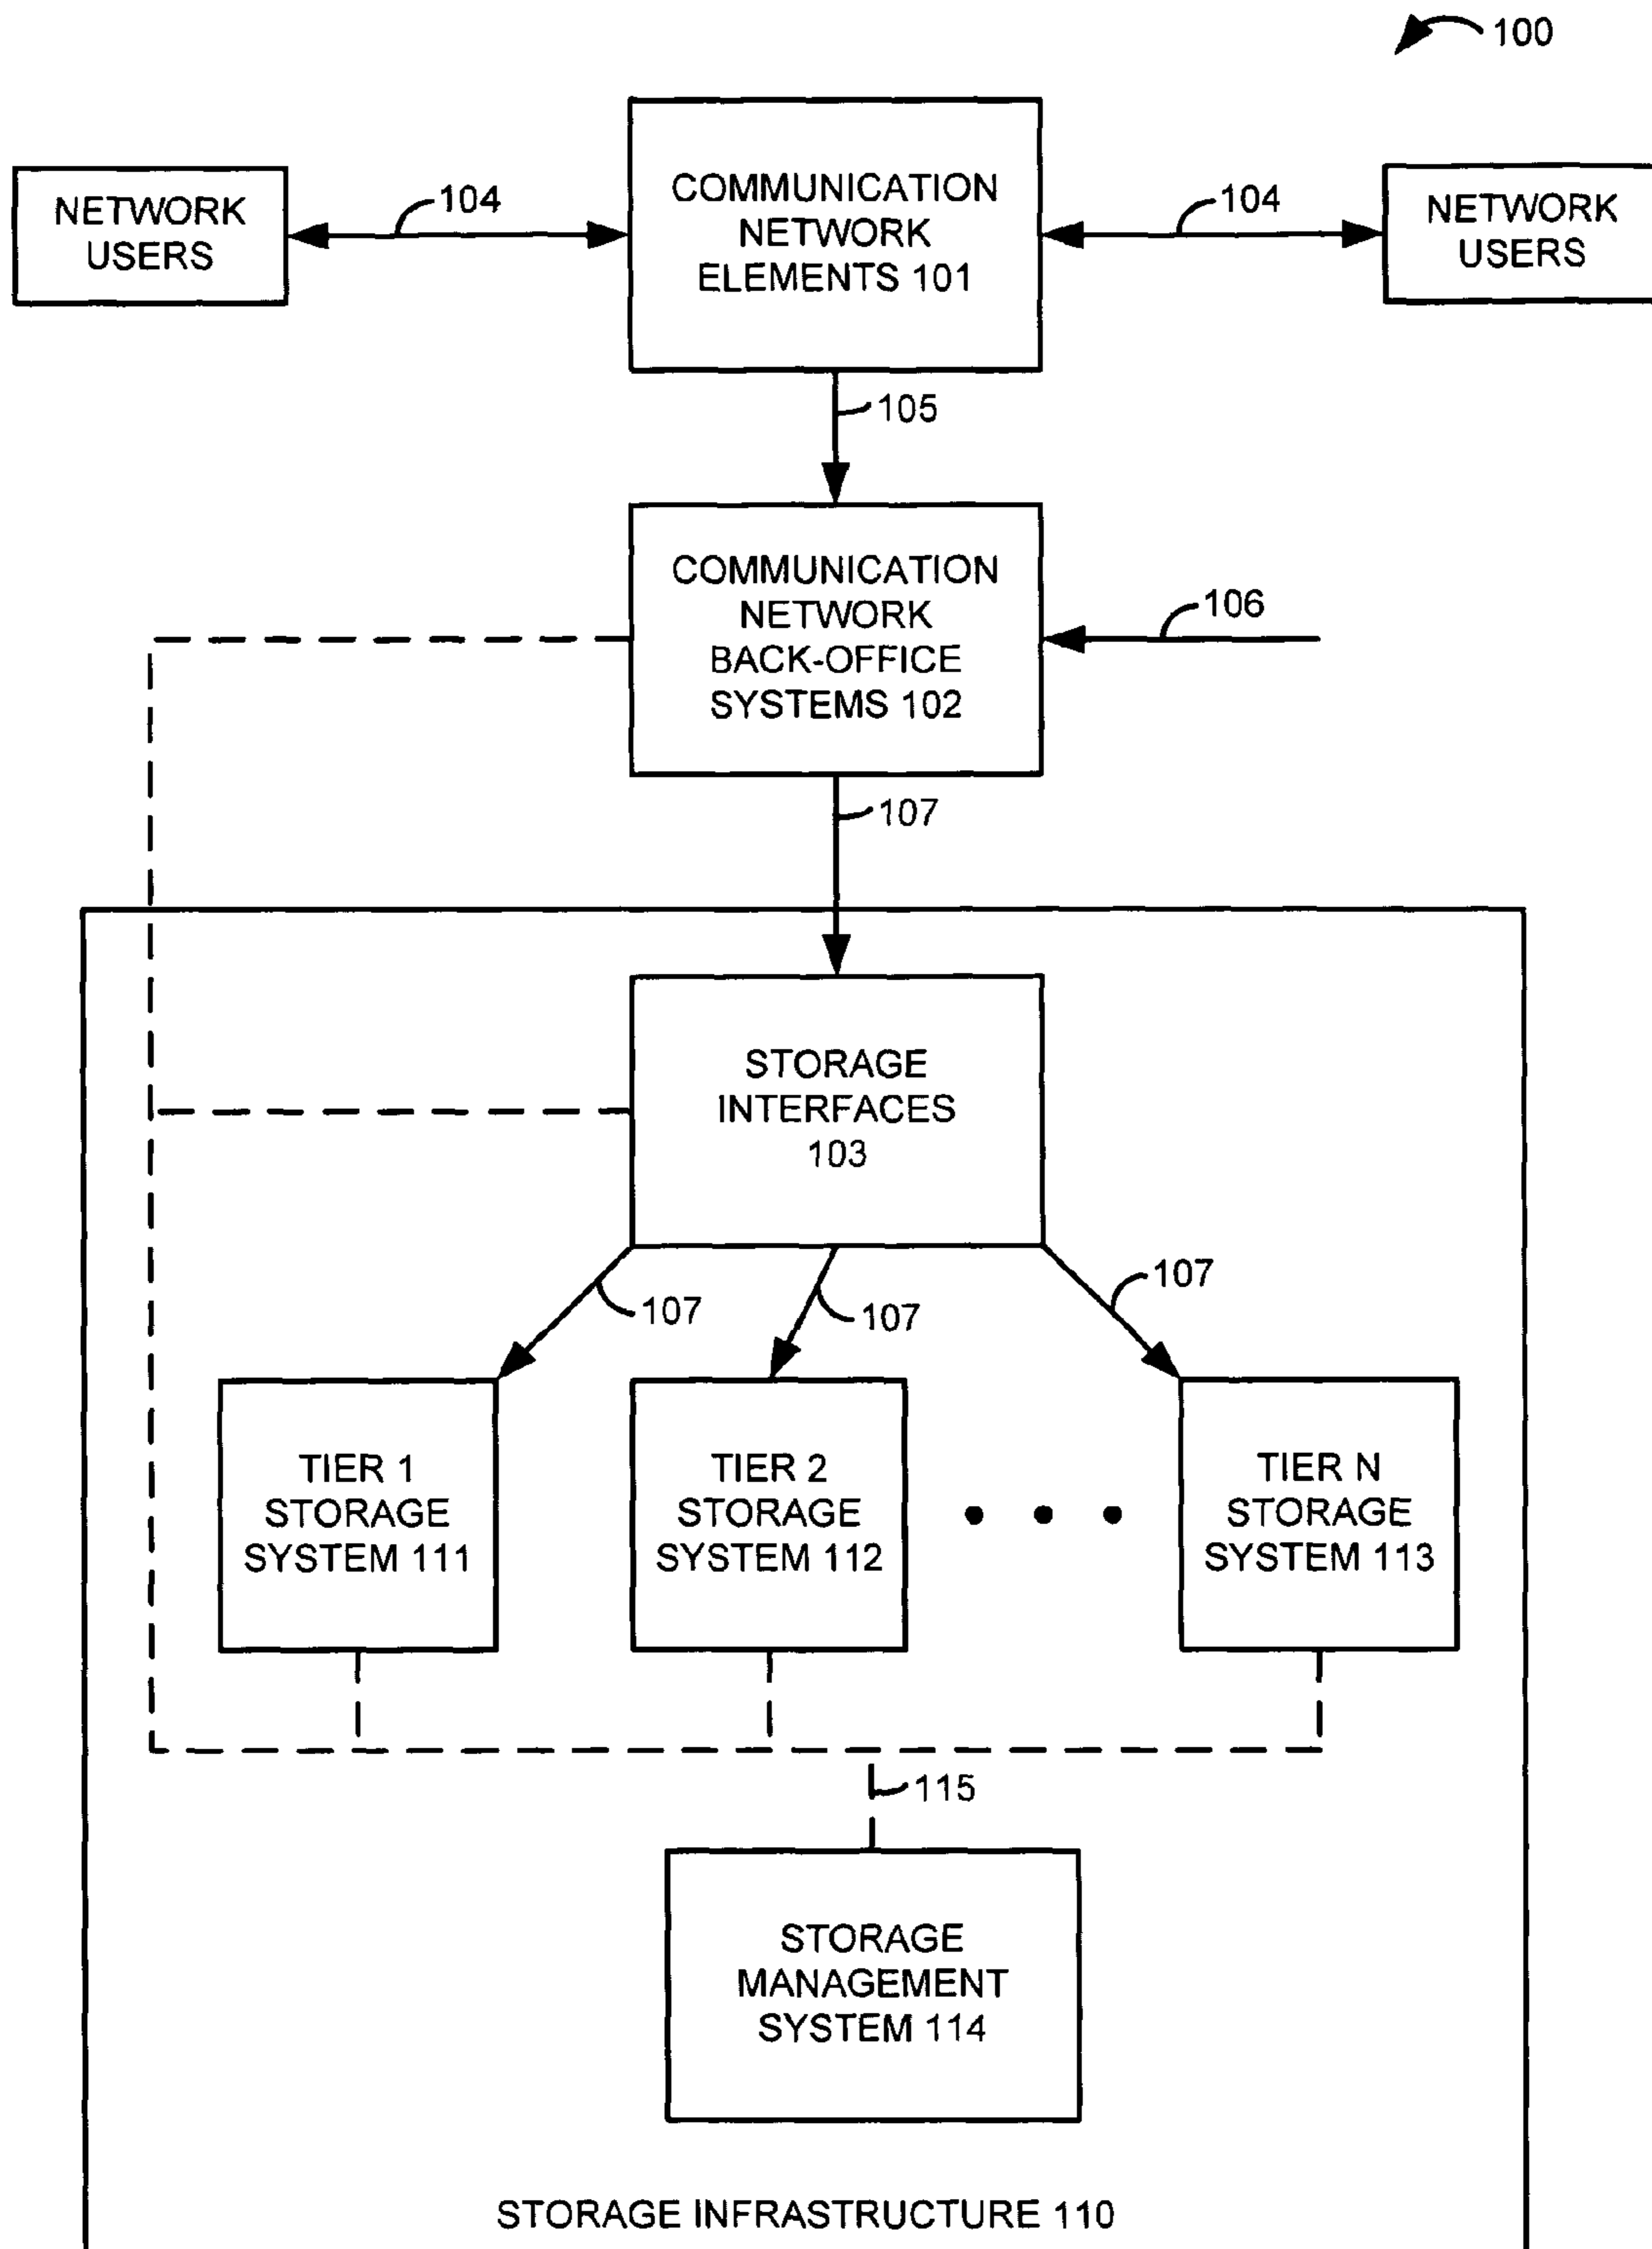 100
NETWORK
USERS
104
COMMUNICATION
NETWORK
ELEMENTS 101
104
NETWORK
USERS
105
COMMUNICATION
NETWORK
BACK-OFFICE
SYSTEMS 102
106
107
STORAGE
INTERFACES
103
107
107
107
TIER 1
STORAGE
SYSTEM 111
TIER 2
STORAGE
SYSTEM 112
TIER N
STORAGE
SYSTEM 113
115
STORAGE
MANAGEMENT
SYSTEM 114
STORAGE INFRASTRUCTURE 110